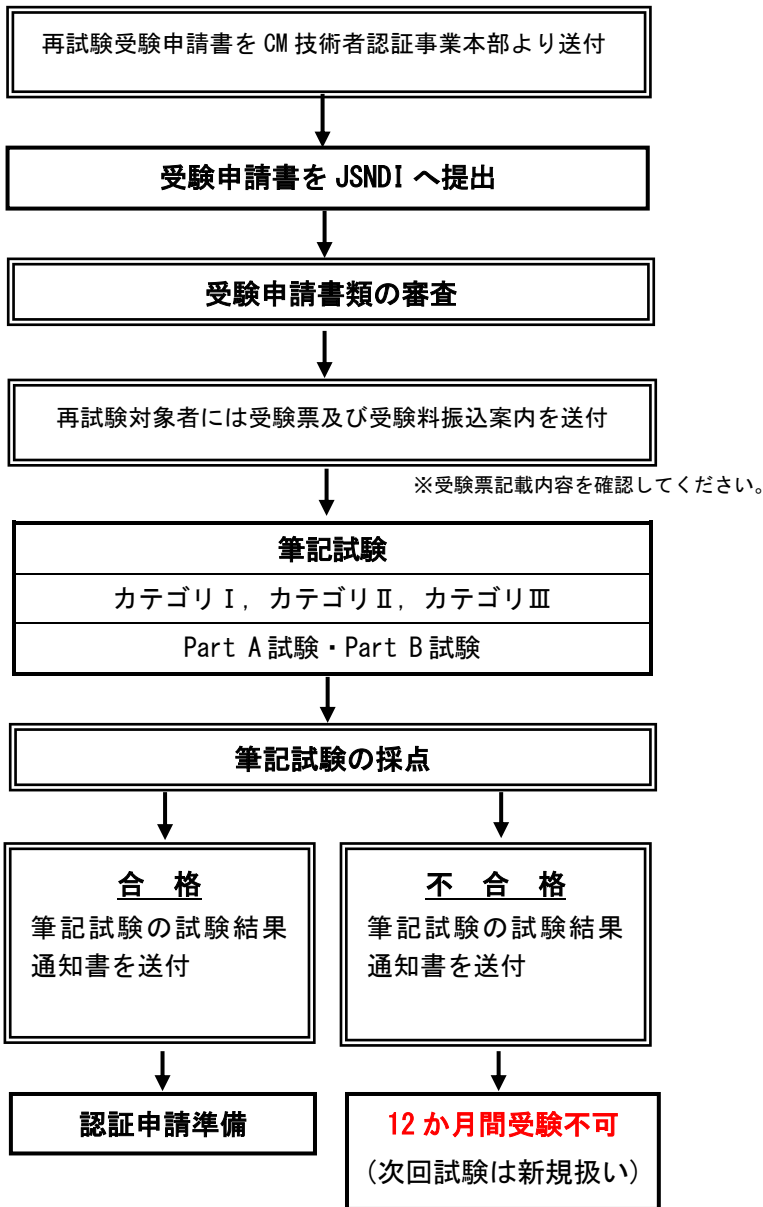 再試験受験申請書を CM 技術者認証事業本部より送付
受験申請書を JSNDI へ提出
受験申請書類の審査
再試験対象者には受験票及び受験料振込案内を送付
※受験票記載内容を確認してください。
筆記試験
カテゴリⅠ, カテゴリⅡ, カテゴリⅢ
Part A 試験・Part B 試験
筆記試験の採点
合 格
筆記試験の試験結果
通知書を送付
不 合 格
筆記試験の試験結果
通知書を送付
認証申請準備
12 か月間受験不可
(次回試験は新規扱い)